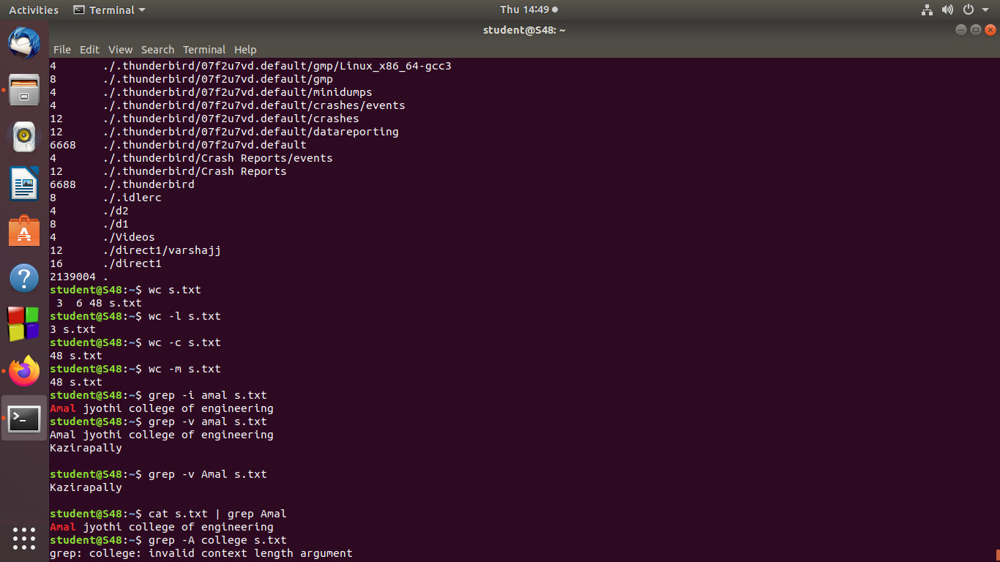 Activities Terminal Thu 14:49
student@S48: ~
File Edit View Search Terminal Help
4 ./.thunderbird/07f2u7vd.default/gmp/Linux_x86_64-gcc3
8 ./.thunderbird/07f2u7vd.default/gmp
4 ./.thunderbird/07f2u7vd.default/minidumps
4 ./.thunderbird/07f2u7vd.default/crashes/events
12 ./.thunderbird/07f2u7vd.default/crashes
12 ./.thunderbird/07f2u7vd.default/datareporting
6668 ./.thunderbird/07f2u7vd.default
4 ./.thunderbird/Crash Reports/events
12 ./.thunderbird/Crash Reports
6688 ./.thunderbird
8 ./.idlerc
4 ./d2
8 ./d1
4 ./Videos
12 ./direct1/varshajj
16 ./direct1
2139004 .
student@S48:~$ wc s.txt
3 6 48 s.txt
student@S48:~$ wc -l s.txt
3 s.txt
student@S48:~$ wc -c s.txt
48 s.txt
student@S48:~$ wc -m s.txt
48 s.txt
student@S48:~$ grep -i amal s.txt
Amal jyothi college of engineering
student@S48:~$ grep -v amal s.txt
Amal jyothi college of engineering
Kazirapally
student@S48:~$ grep -v Amal s.txt
Kazirapally
student@S48:~$ cat s.txt | grep Amal
Amal jyothi college of engineering
student@S48:~$ grep -A college s.txt
grep: college: invalid context length argument